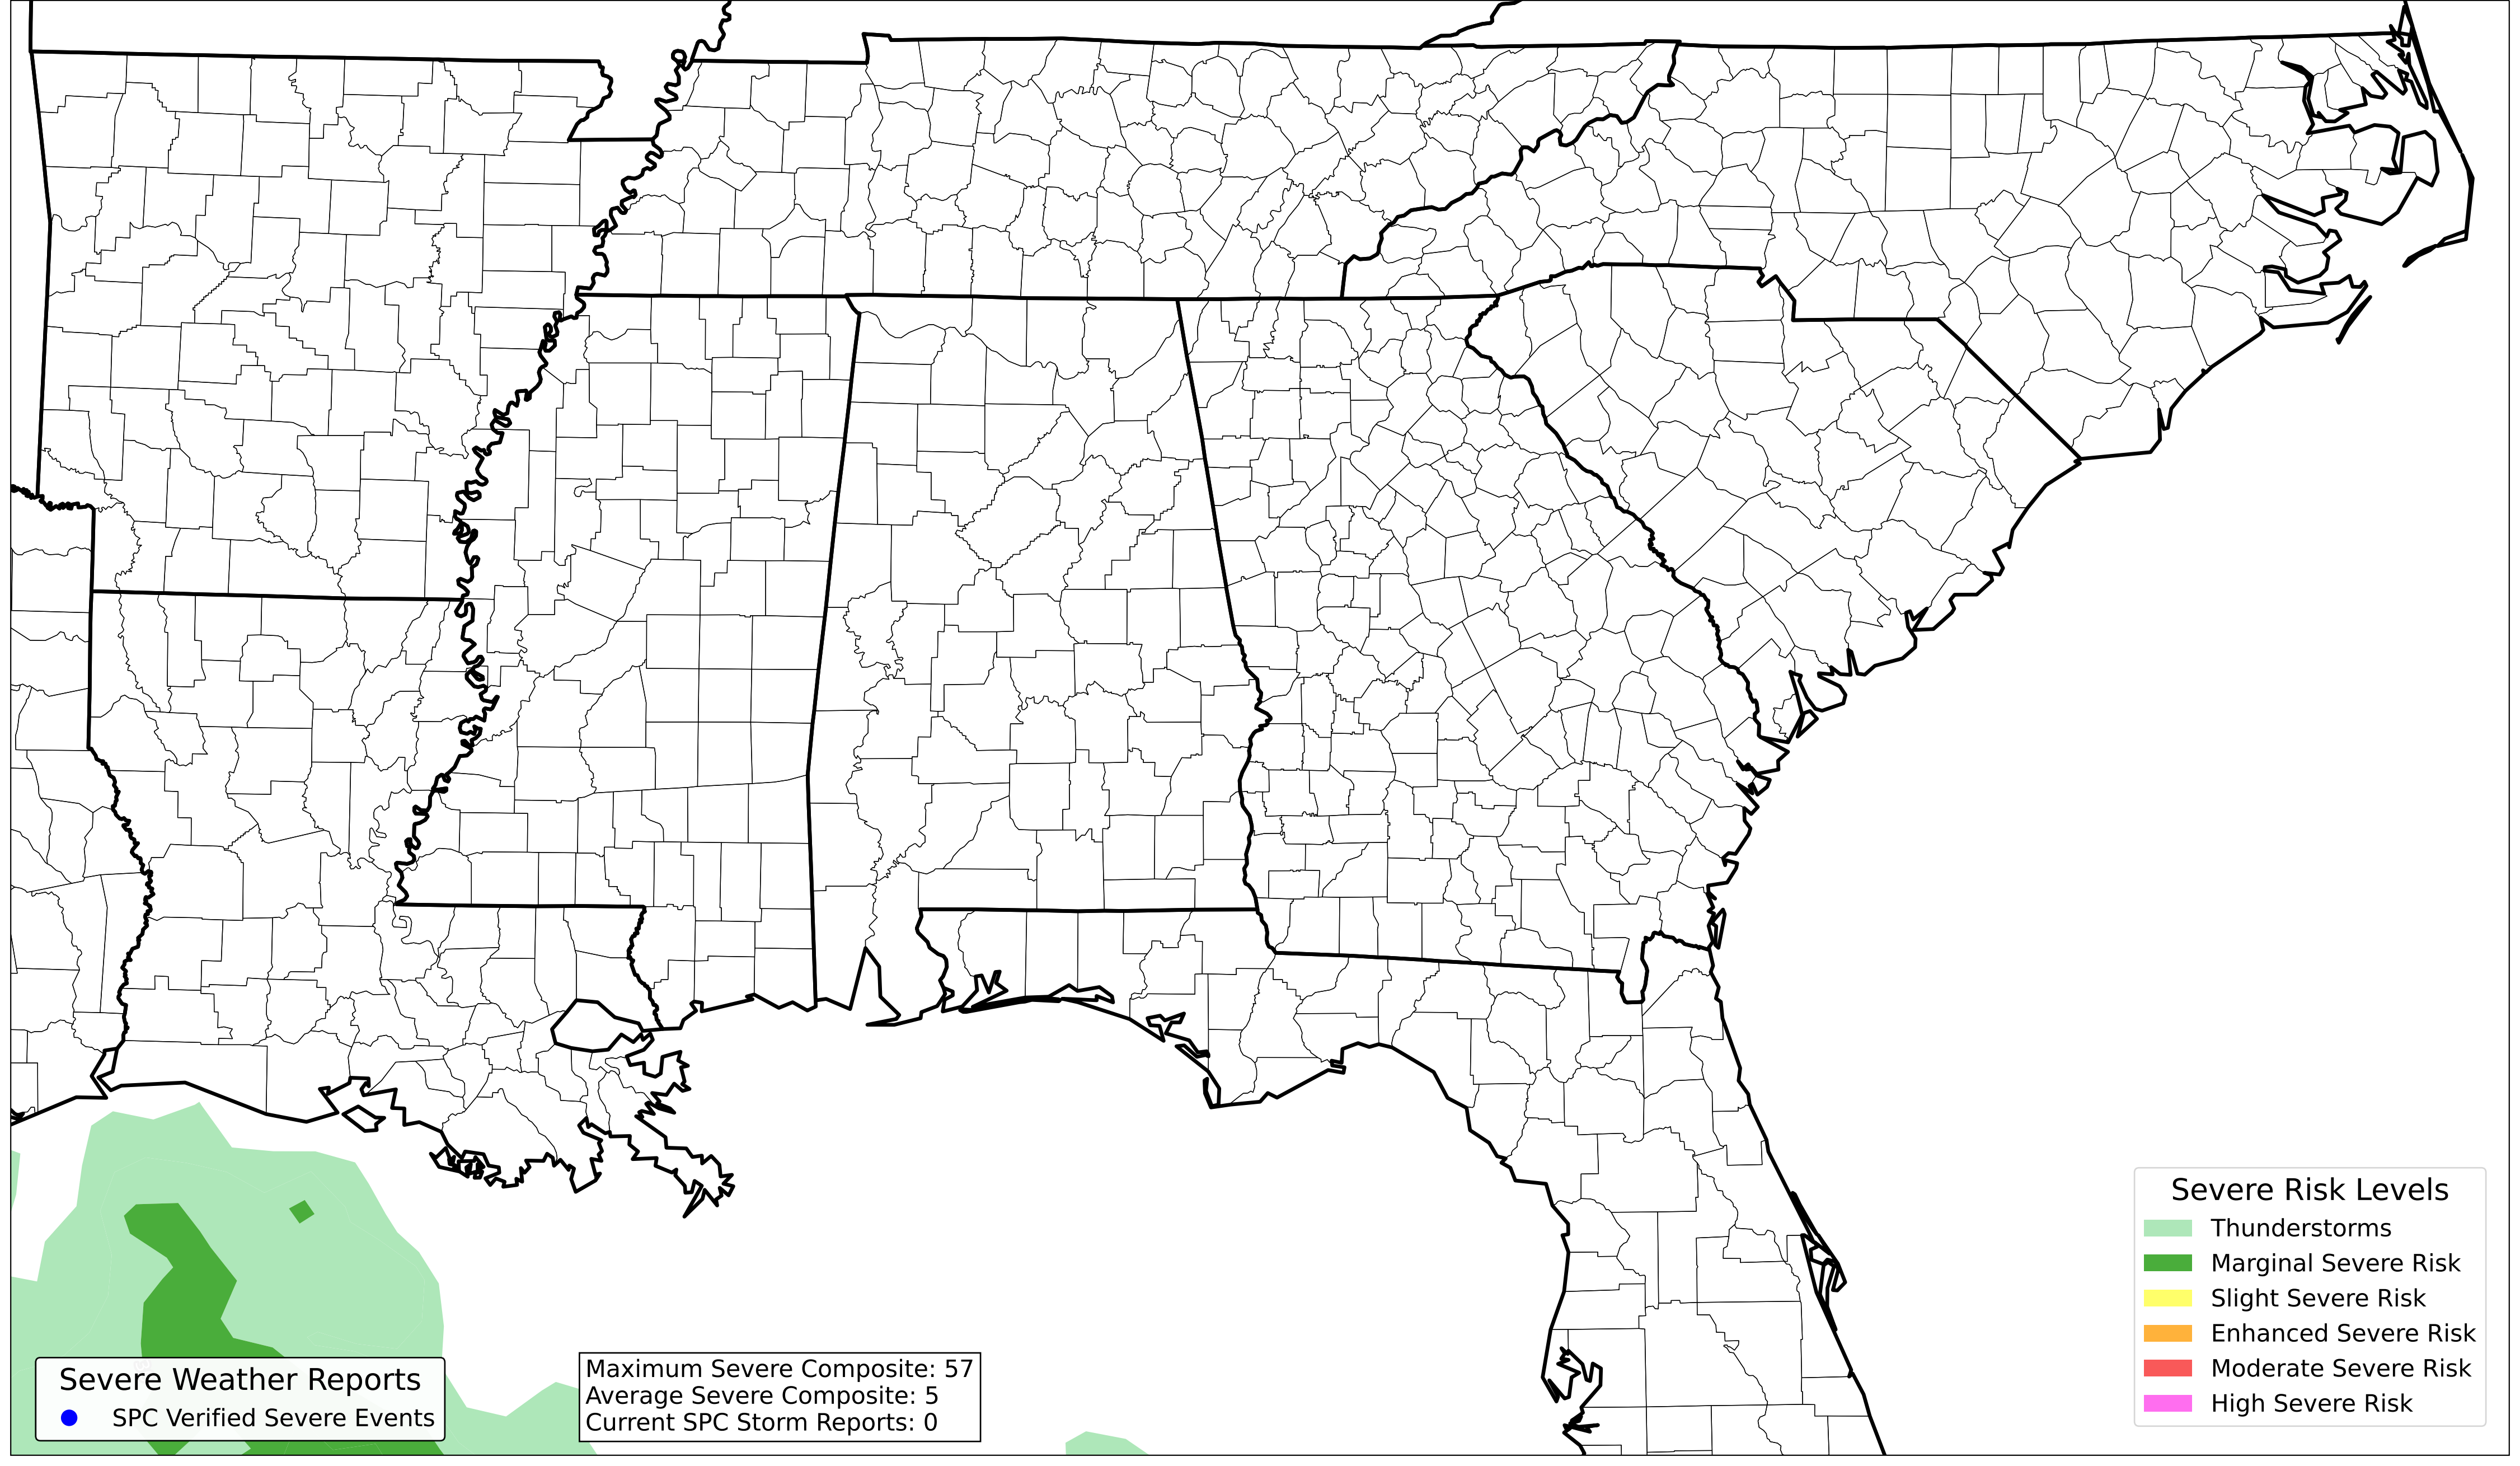 Severe Weather Reports
SPC Verified Severe Events
Maximum Severe Composite: 57
Average Severe Composite: 5
Current SPC Storm Reports: 0
Severe Risk Levels
Thunderstorms
Marginal Severe Risk
Slight Severe Risk
Enhanced Severe Risk
Moderate Severe Risk
High Severe Risk